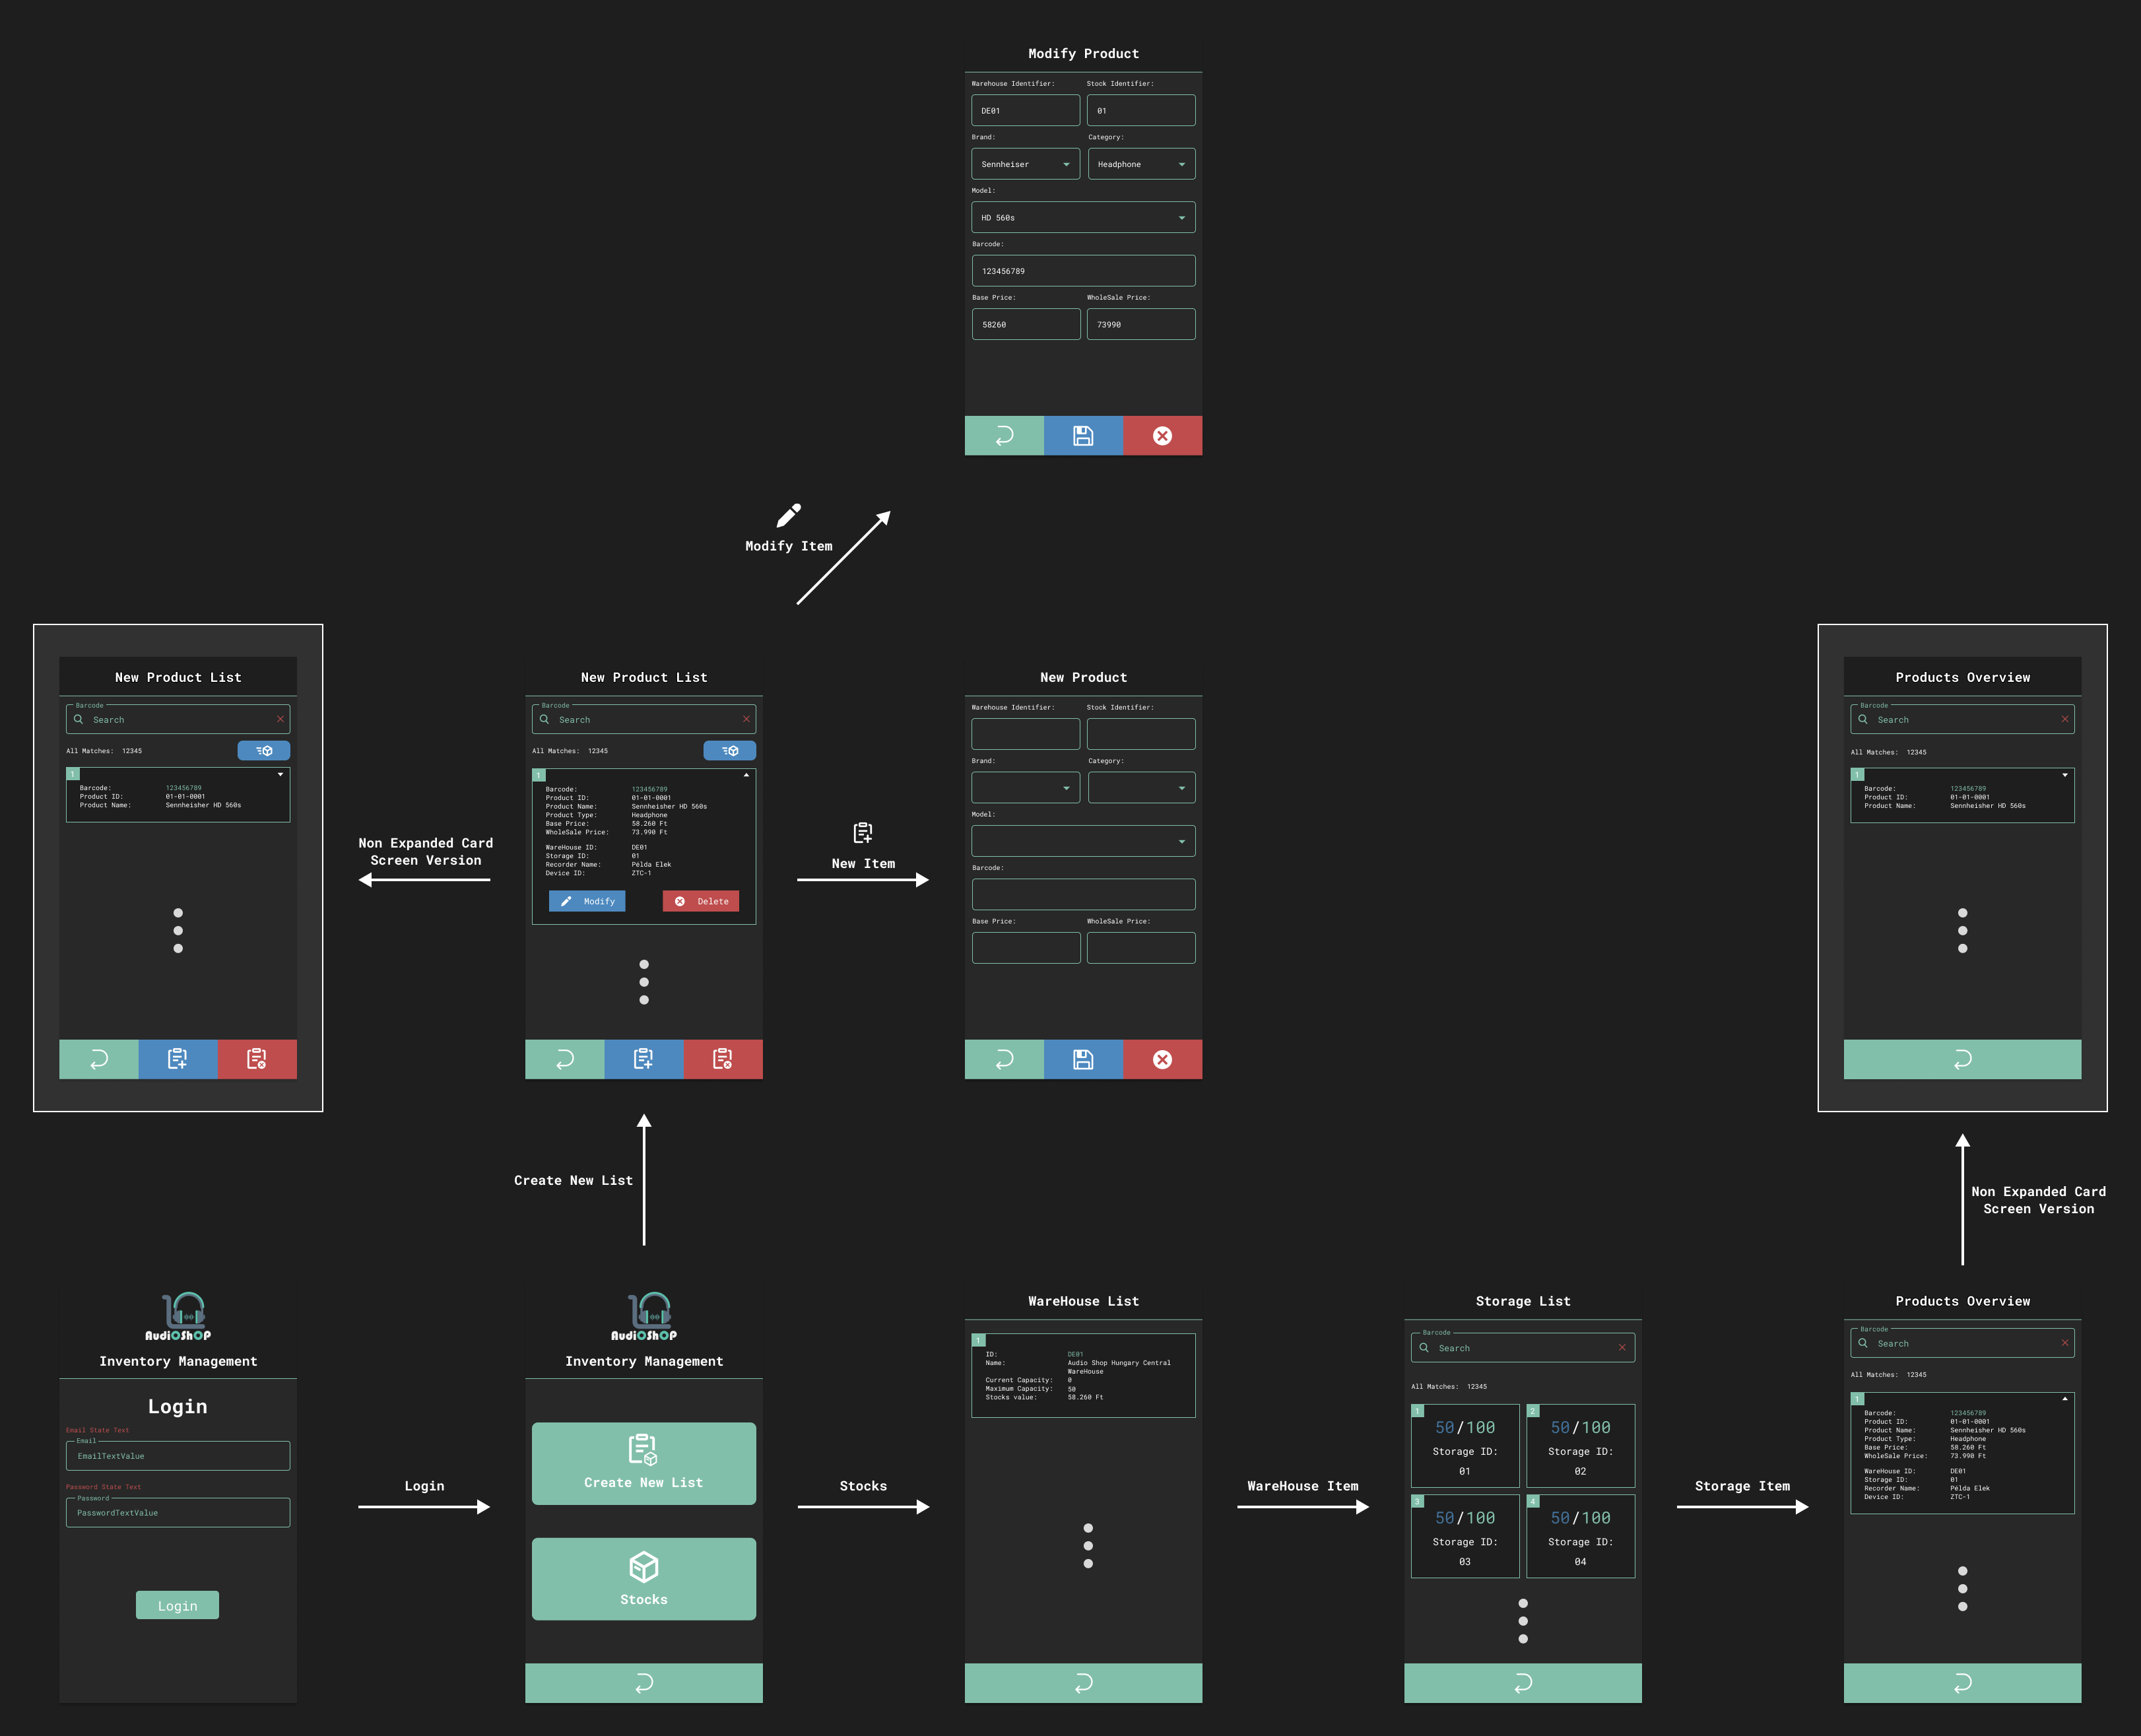 Modify Product
Warehouse Identifier: Stock Identifier:
DE01 01
Brand: Category:
Sennheiser Headphone
Model:
HD 560s
Barcode:
123456789
Base Price: WholeSale Price:
58260 73990
Modify Item
New Product List
Barcode
Search
All Matches: 12345
1
Barcode: 123456789
Product ID: 01-01-0001
Product Name: Sennheisher HD 560s
Non Expanded Card
Screen Version
New Product List
Barcode
Search
All Matches: 12345
1
Barcode: 123456789
Product ID: 01-01-0001
Product Name: Sennheisher HD 560s
Product Type: Headphone
Base Price: 58.260 Ft
WholeSale Price: 73.990 Ft
WareHouse ID: DE01
Storage ID: 01
Recorder Name: Példa Elek
Device ID: ZTC-1
Modify Delete
New Item
New Product
Warehouse Identifier: Stock Identifier:
Brand: Category:
Model:
Barcode:
Base Price: WholeSale Price:
Products Overview
Barcode
Search
All Matches: 12345
1
Barcode: 123456789
Product ID: 01-01-0001
Product Name: Sennheisher HD 560s
Create New List
Non Expanded Card
Screen Version
AudiOShOP
Inventory Management
Login
Email State Text
Email
EmailTextValue
Password State Text
Password
PasswordTextValue
Login
Login
AudiOShOP
Inventory Management
Create New List
Stocks
Stocks
WareHouse List
1
ID: DE01
Name: Audio Shop Hungary Central
WareHouse
Current Capacity: 0
Maximum Capacity: 50
Stocks value: 58.260 Ft
WareHouse Item
Storage List
Barcode
Search
All Matches: 12345
1 2
50/100 50/100
Storage ID: Storage ID:
01 02
3 4
50/100 50/100
Storage ID: Storage ID:
03 04
Storage Item
Products Overview
Barcode
Search
All Matches: 12345
1
Barcode: 123456789
Product ID: 01-01-0001
Product Name: Sennheisher HD 560s
Product Type: Headphone
Base Price: 58.260 Ft
WholeSale Price: 73.990 Ft
WareHouse ID: DE01
Storage ID: 01
Recorder Name: Példa Elek
Device ID: ZTC-1